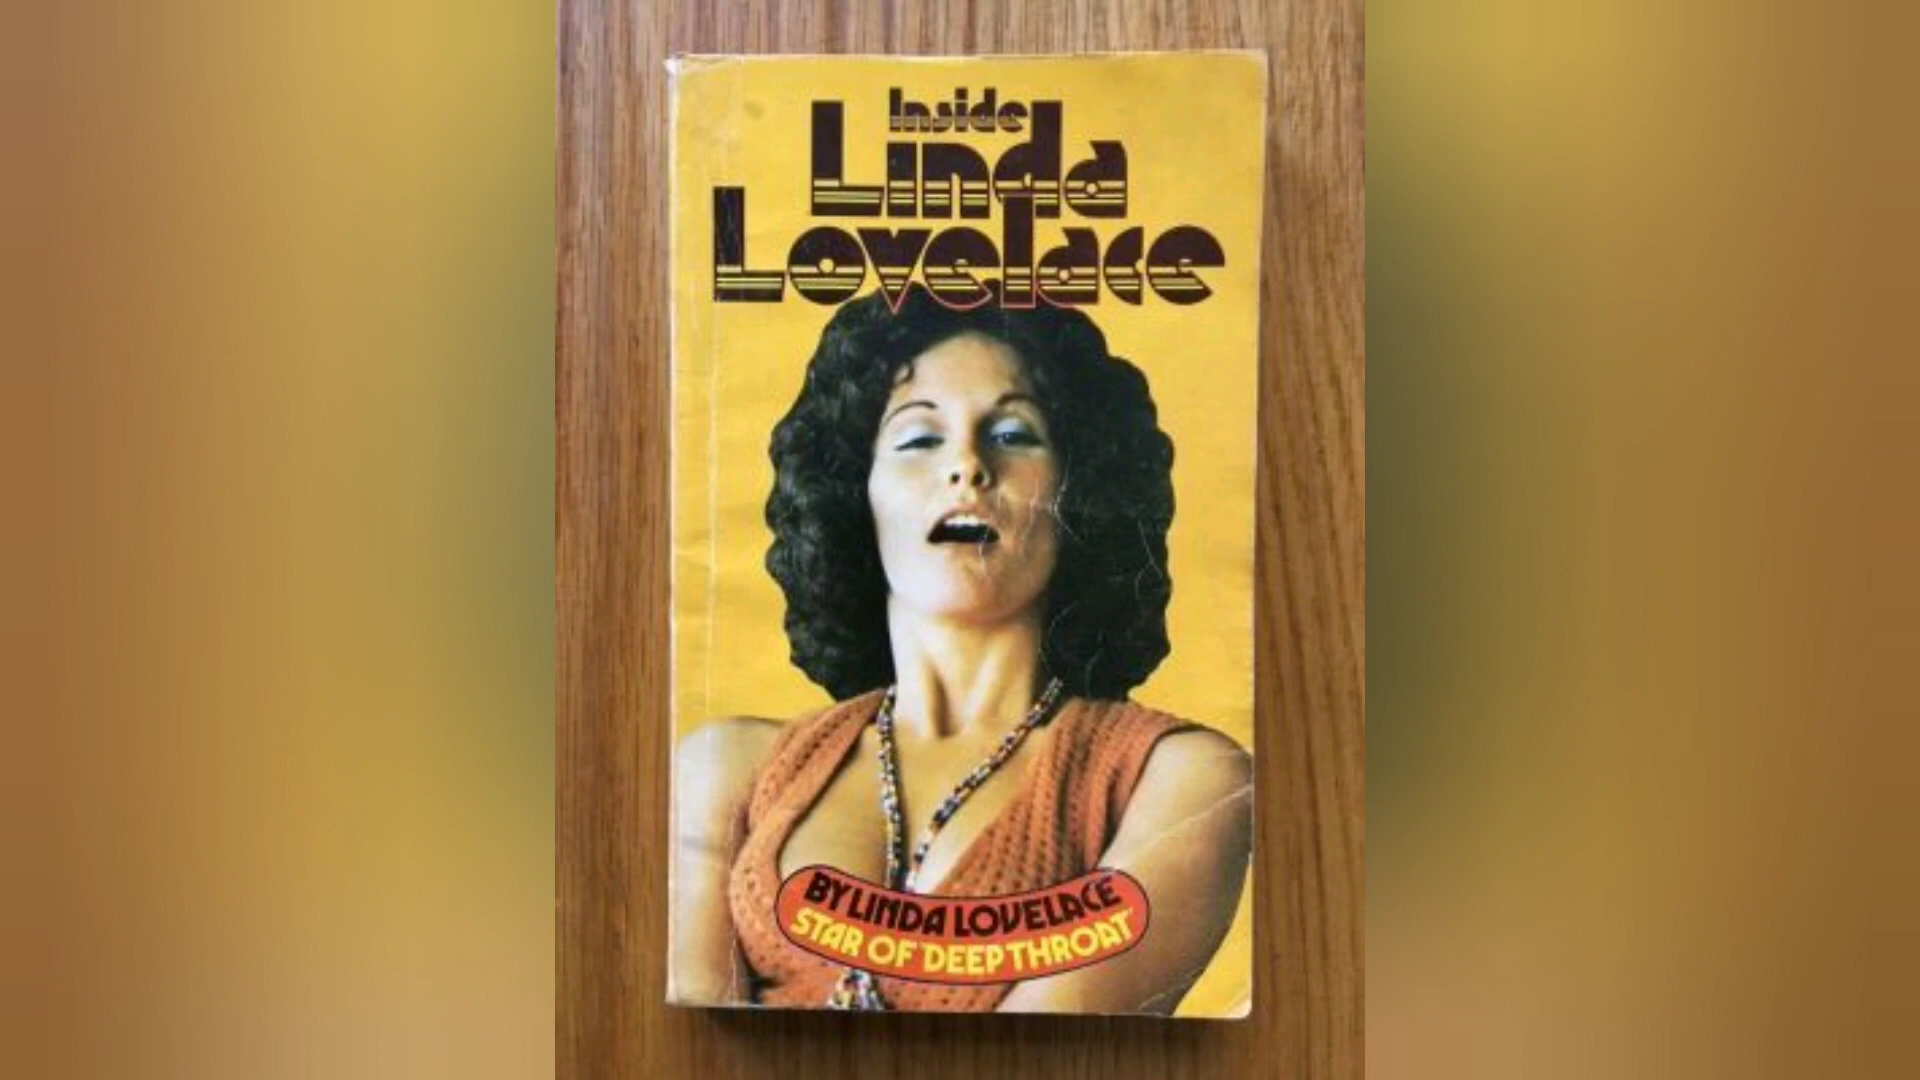 Inside
Linda
Lovelace
BY LINDA LOVELACE
STAR OF 'DEEP THROAT'